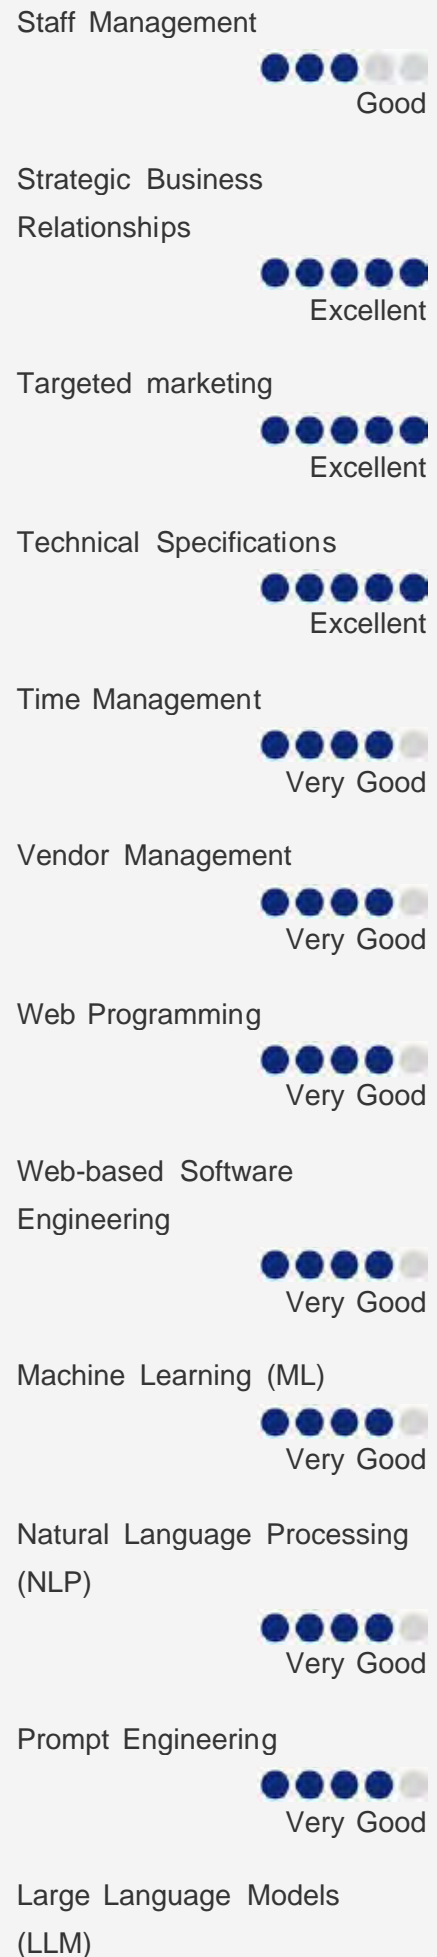 Staff Management
Good
Strategic Business
Relationships
Excellent
Targeted marketing
Excellent
Technical Specifications
Excellent
Time Management
Very Good
Vendor Management
Very Good
Web Programming
Very Good
Web-based Software
Engineering
Very Good
Machine Learning (ML)
Very Good
Natural Language Processing
(NLP)
Very Good
Prompt Engineering
Very Good
Large Language Models
(LLM)